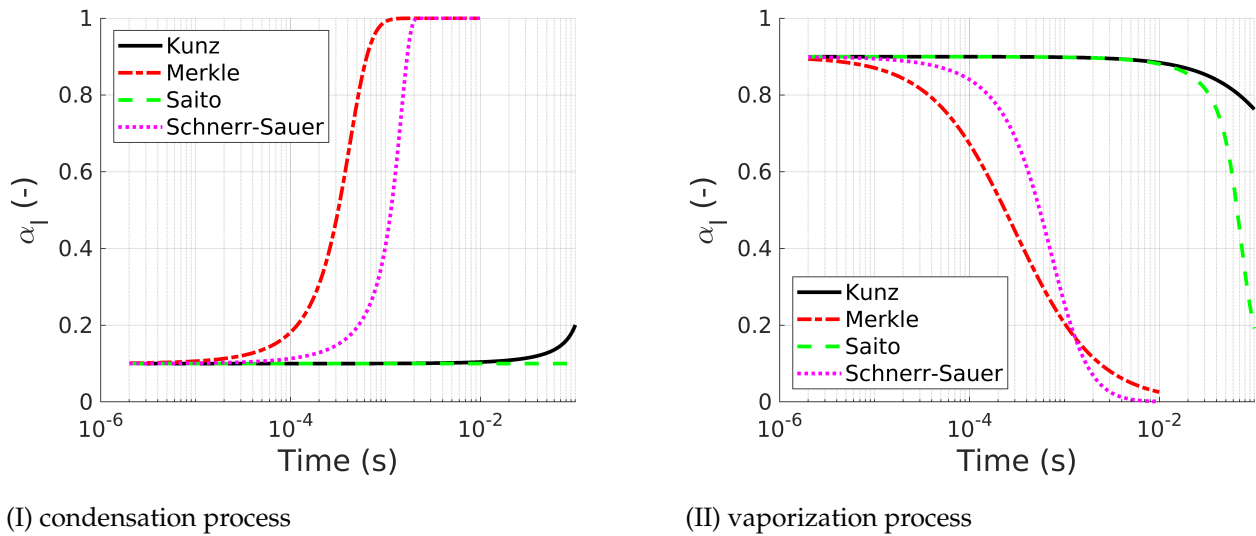 1
0.8
0.6
0.4
0.2
0
α_l (-)
Kunz
Merkle
Saito
Schnerr-Sauer
10^-6
10^-4
10^-2
Time (s)
(I) condensation process
1
0.8
0.6
0.4
0.2
0
α_l (-)
Kunz
Merkle
Saito
Schnerr-Sauer
10^-6
10^-4
10^-2
Time (s)
(II) vaporization process